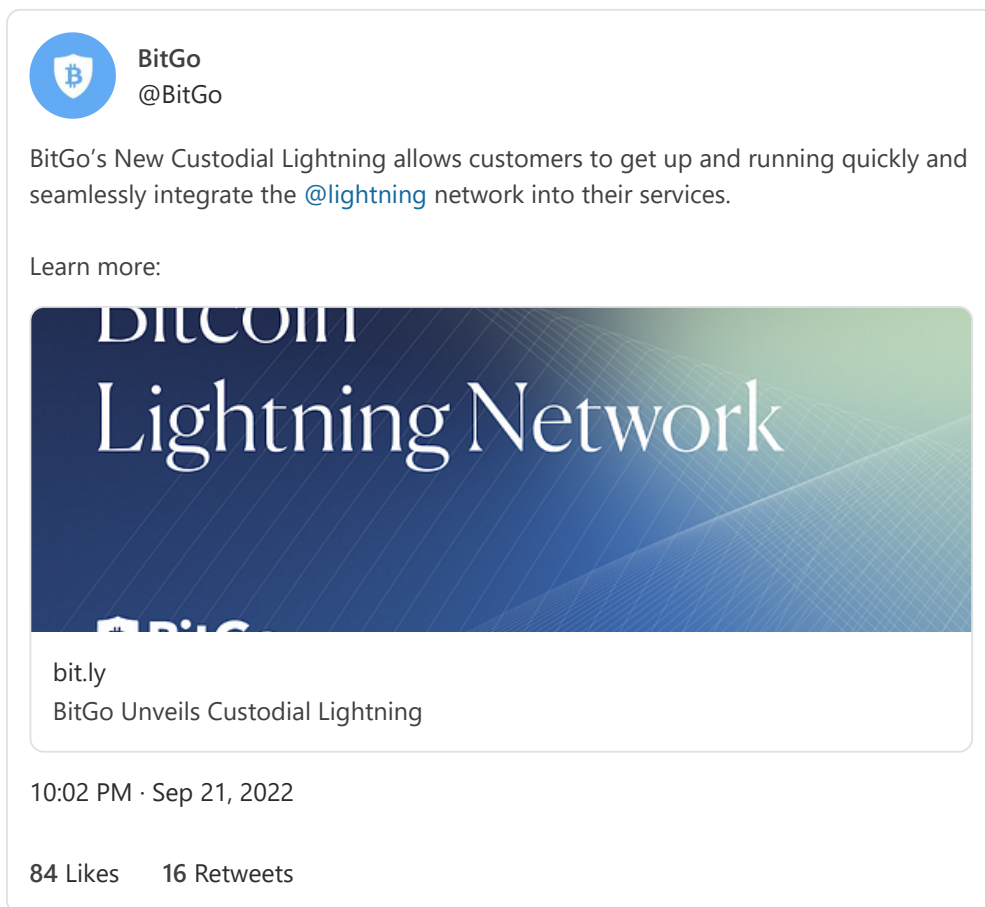 BitGo
@BitGo
BitGo’s New Custodial Lightning allows customers to get up and running quickly and
seamlessly integrate the @lightning network into their services.
Learn more:
Bitcoin
Lightning Network
BitGo
bit.ly
BitGo Unveils Custodial Lightning
10:02 PM · Sep 21, 2022
84 Likes 16 Retweets